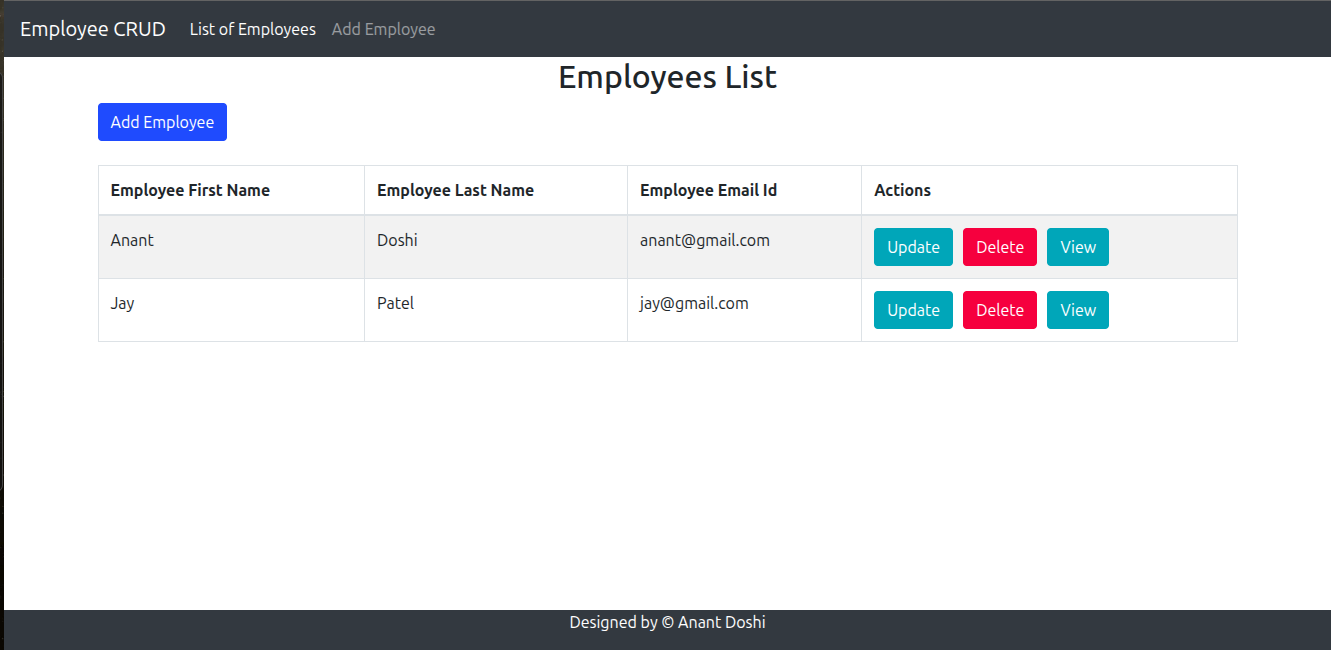 Employee CRUD List of Employees Add Employee
Employees List
Add Employee
Employee First Name Employee Last Name Employee Email Id Actions
Anant Doshi anant@gmail.com Update Delete View
Jay Patel jay@gmail.com Update Delete View
Designed by © Anant Doshi